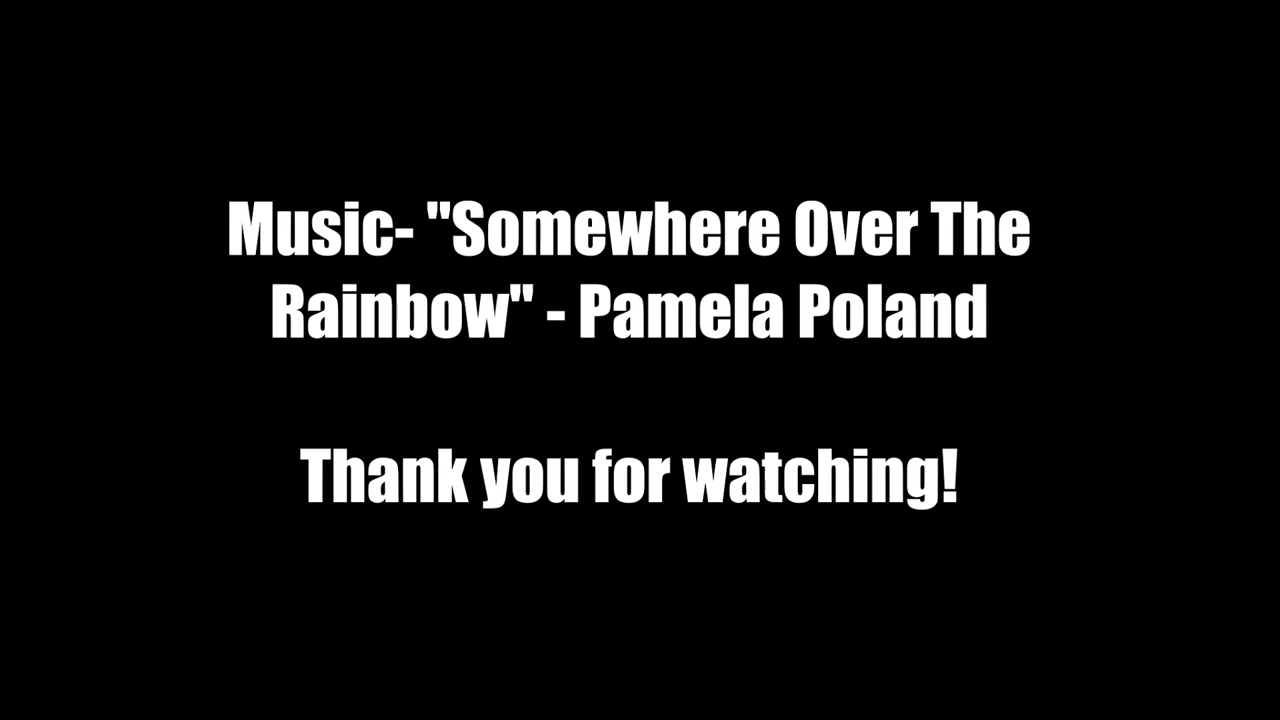 Music- "Somewhere Over The
Rainbow" - Pamela Poland
Thank you for watching!